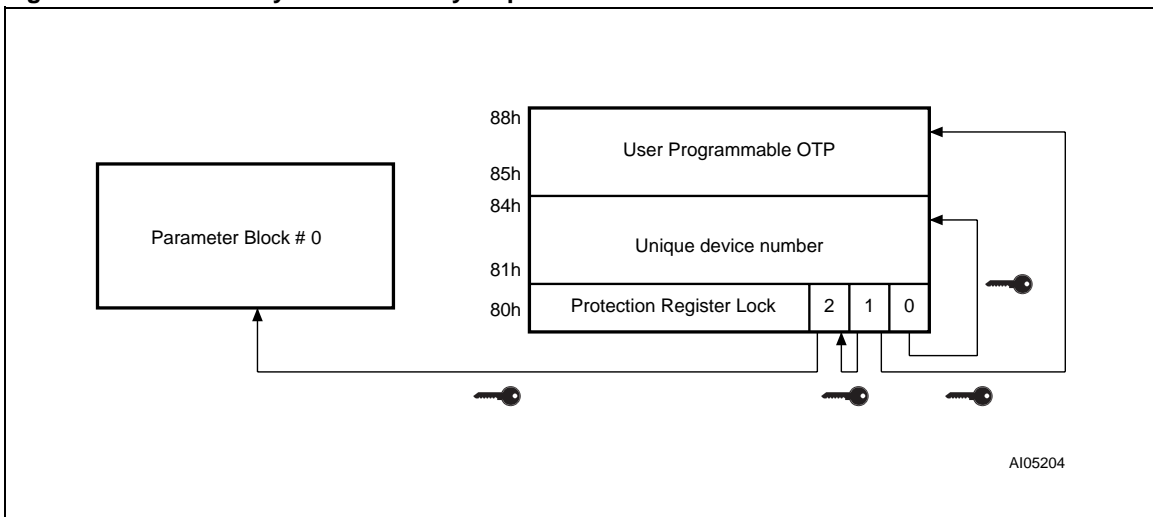 88h
User Programmable OTP
85h
84h
Parameter Block # 0
Unique device number
81h
80h
Protection Register Lock 2 1 0
AI05204